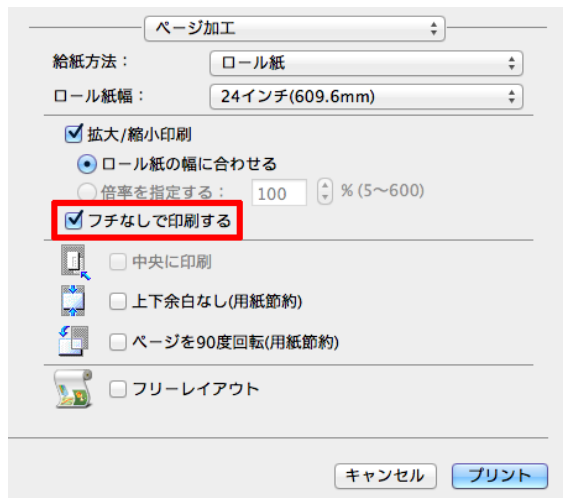 ページ加工
給紙方法： ロール紙
ロール紙幅： 24インチ(609.6mm)
拡大/縮小印刷
ロール紙の幅に合わせる
倍率を指定する： 100 % (5～600)
フチなしで印刷する
中央に印刷
上下余白なし(用紙節約)
ページを90度回転(用紙節約)
フリーレイアウト
キャンセル プリント